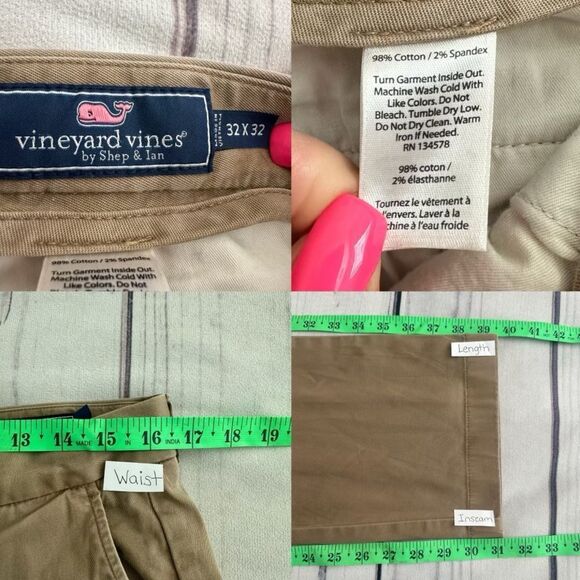 vineyard vines®
by Shep & Ian
32 X 32
98% Cotton / 2% Spandex
Turn Garment Inside Out.
Machine Wash Cold With
Like Colors. Do Not
98% Cotton / 2% Spandex
Turn Garment Inside Out.
Machine Wash Cold With
Like Colors. Do Not
Bleach. Tumble Dry Low.
Do Not Dry Clean. Warm
Iron If Needed.
RN 134578
98% coton /
2% élasthanne
Tournez le vêtement à
l'envers. Laver à la
chine à l'eau froide
13 14 MADE 15 IN 16 INDIA 17 18 19
Waist
32 33 34 35 36 37 38 39 40 41 42
Length
Inseam
24 25 26 27 28 29 30 31 32 33 34